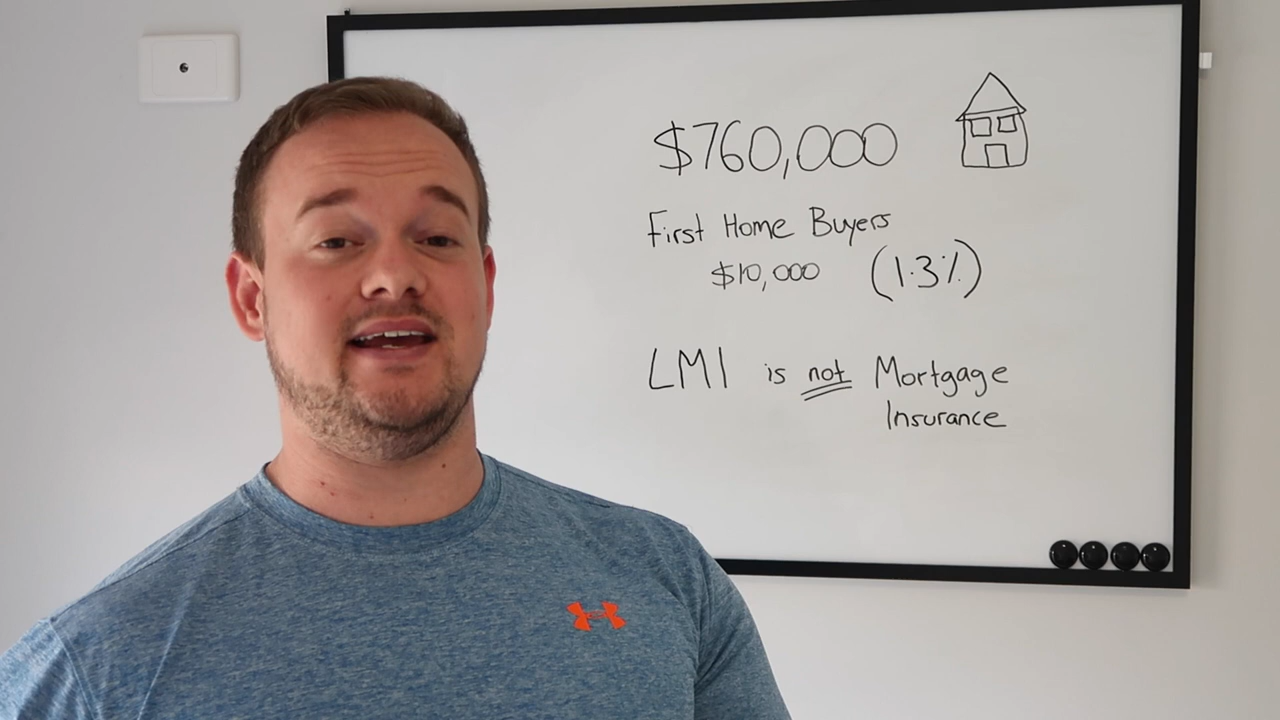 $760,000
First Home Buyers
$10,000 (1.3%)
LMI is not Mortgage
Insurance